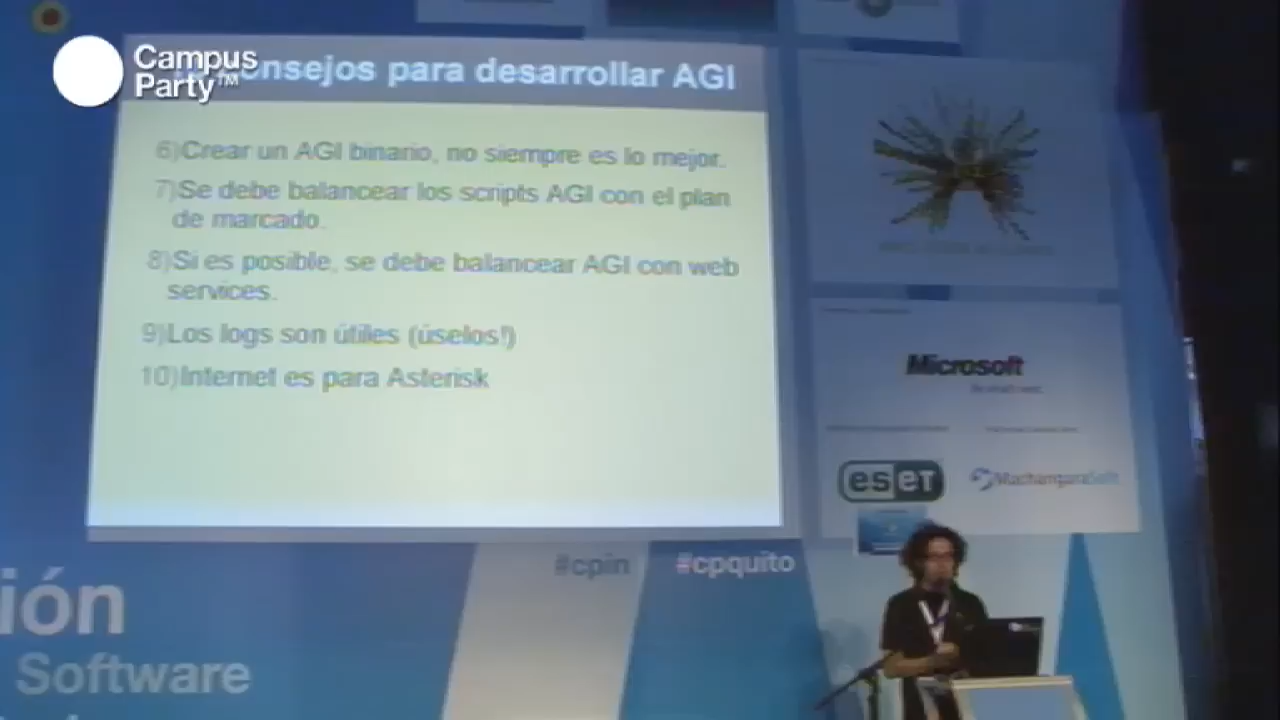 Campus
Party™
onsejos para desarrollar AGI
6)Crear un AGI binario, no siempre es lo mejor.
7)Se debe balancear los scripts AGI con el plan
de marcado.
8)Si es posible, se debe balancear AGI con web
services.
9)Los logs son útiles (úselos!)
10)Internet es para Asterisk
Microsoft
eseT
MachangaraSoft
#cpin
#cpquito
ión
Software